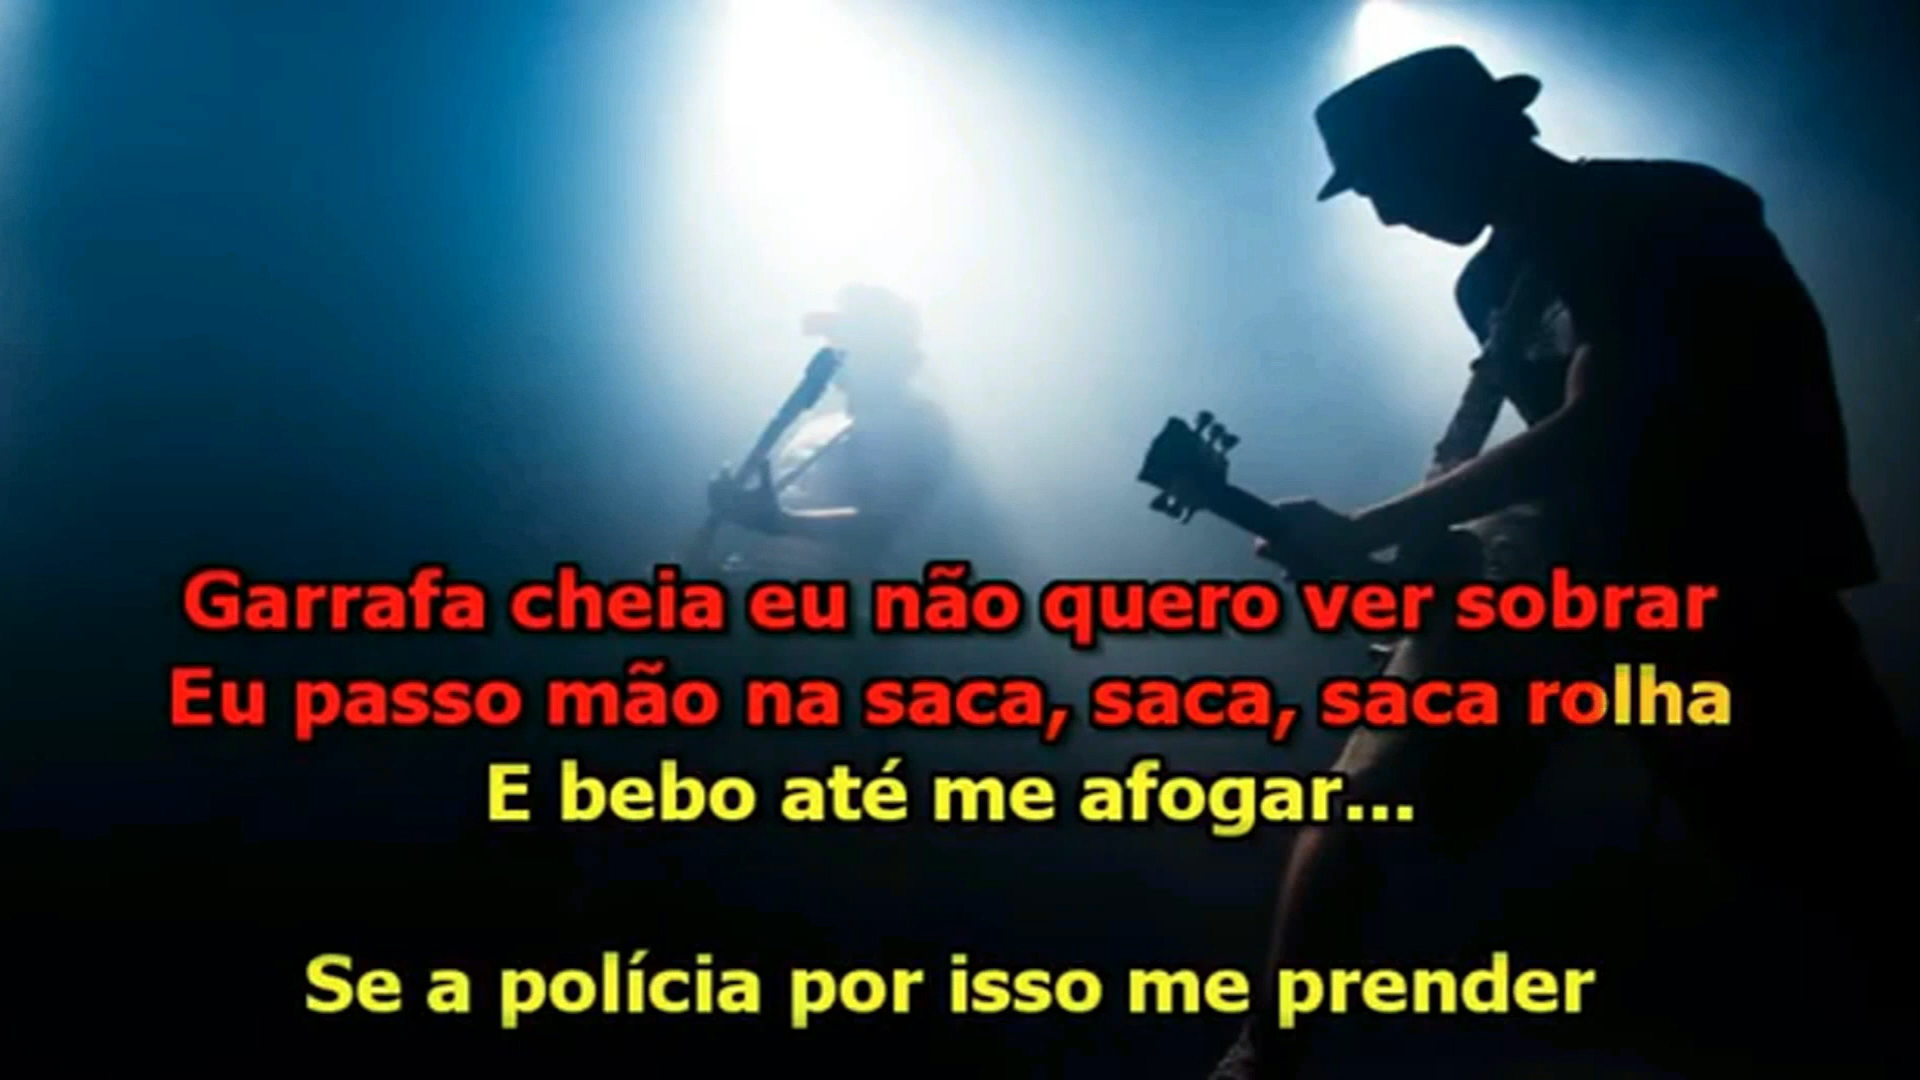 Garrafa cheia eu não quero ver sobrar
Eu passo mão na saca, saca, saca rolha
E bebo até me afogar...
Se a polícia por isso me prender